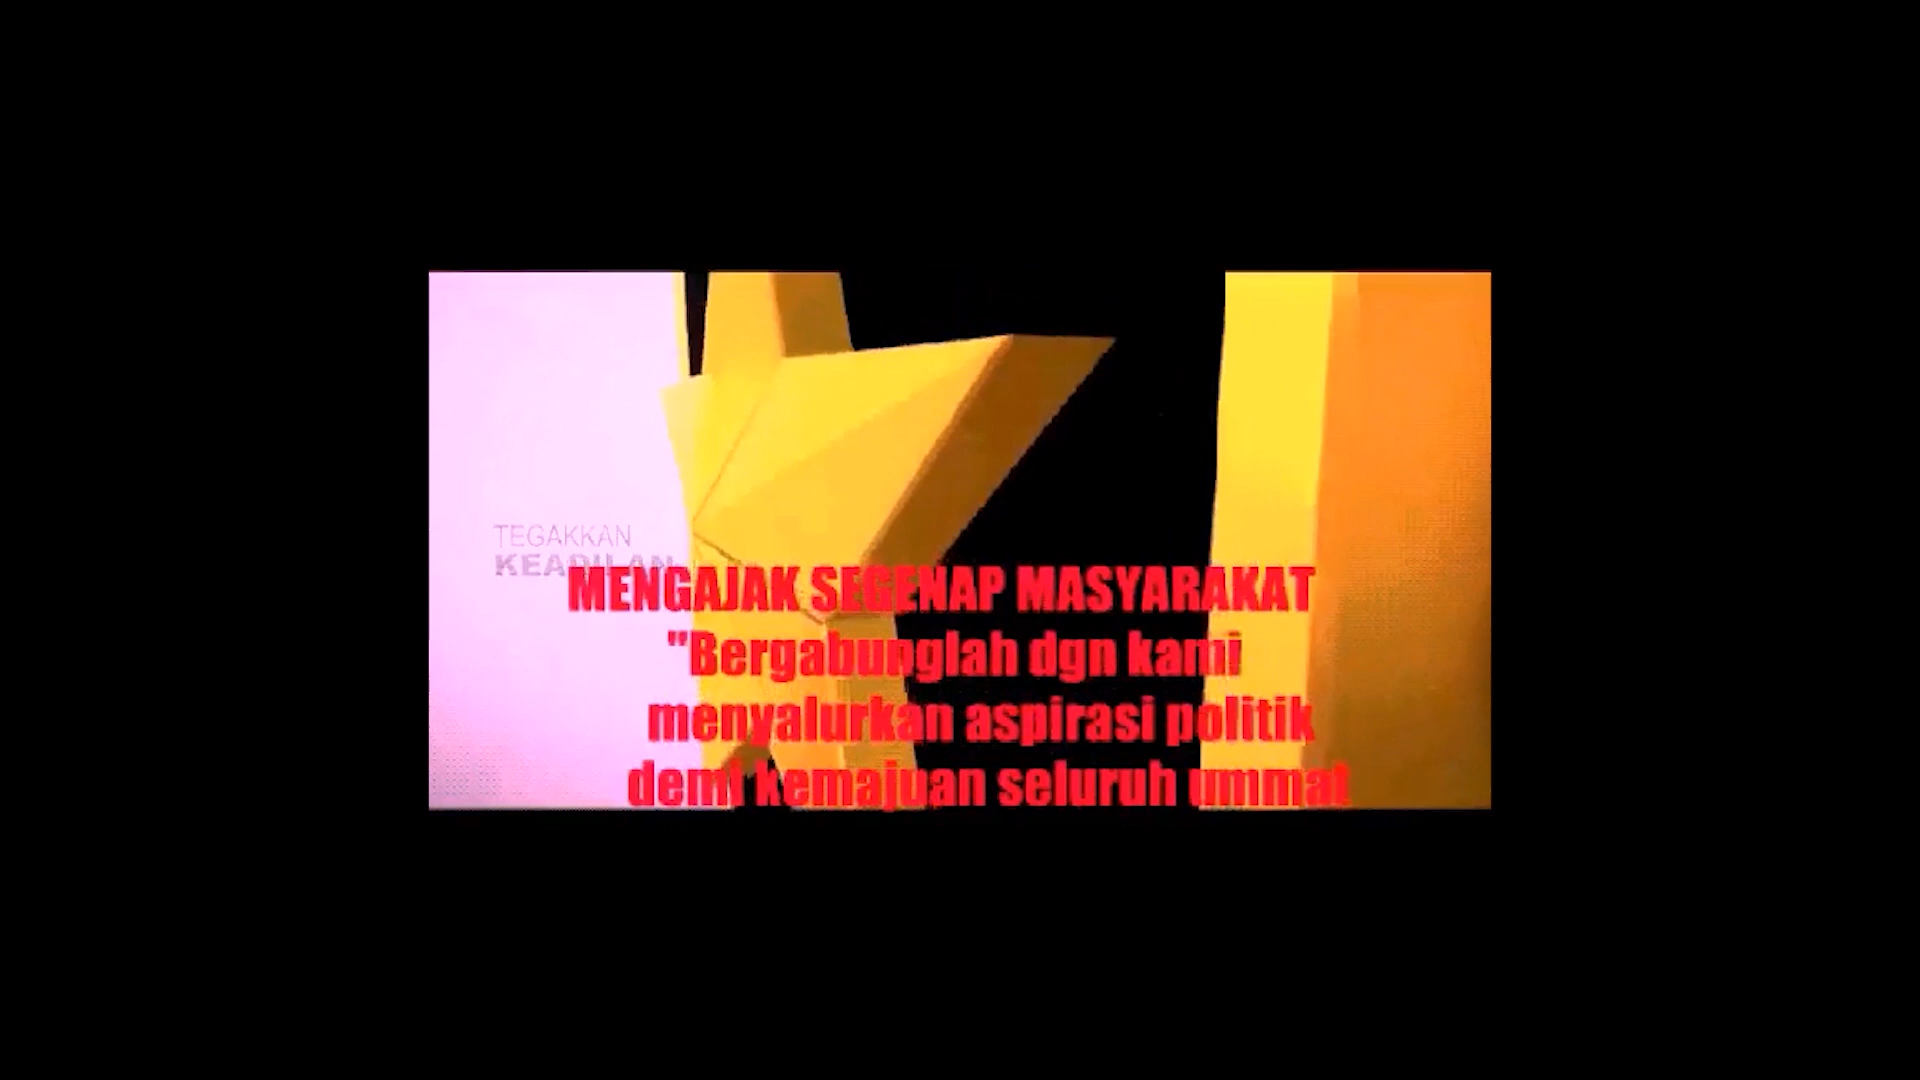 TEGAKKAN
KEADILAN
MENGAJAK SEGENAP MASYARAKAT
"Bergabunglah dgn kami
menyalurkan aspirasi politik
demi kemajuan seluruh ummat